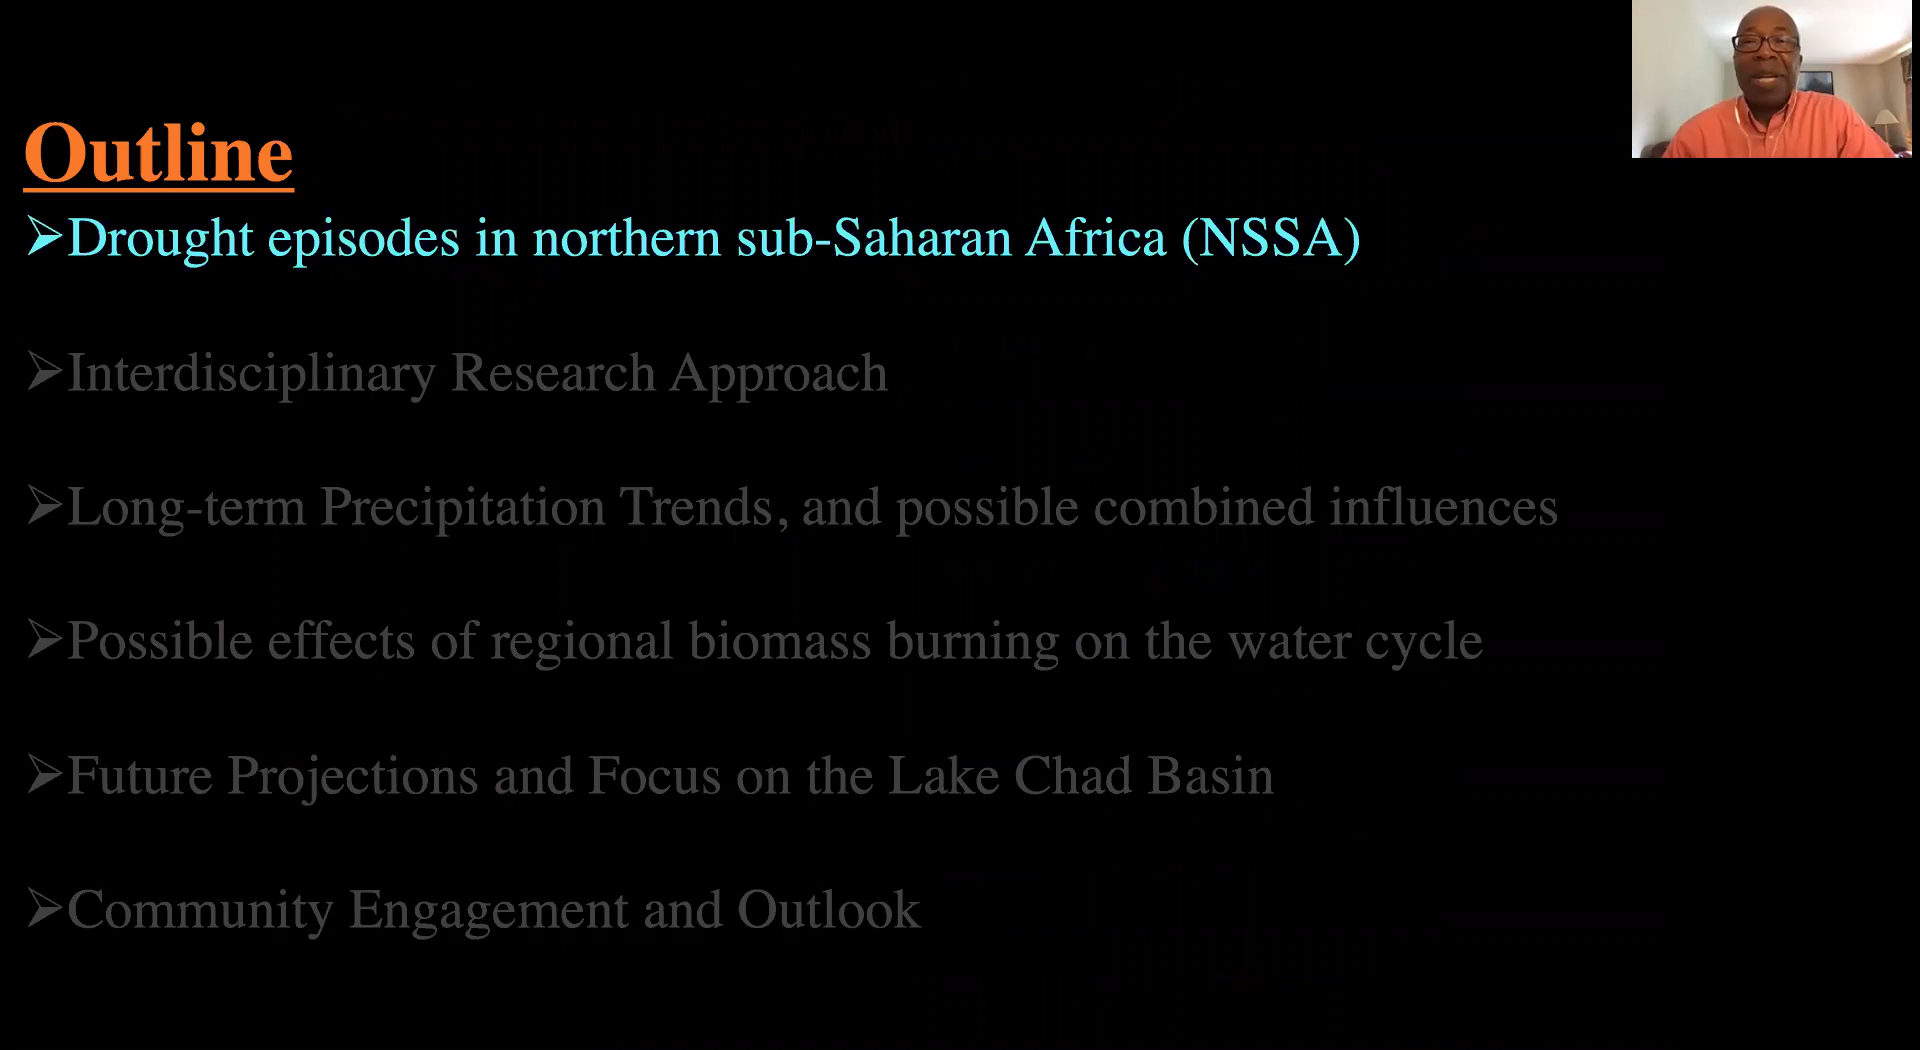 Outline
➢Drought episodes in northern sub-Saharan Africa (NSSA)
➢Interdisciplinary Research Approach
➢Long-term Precipitation Trends, and possible combined influences
➢Possible effects of regional biomass burning on the water cycle
➢Future Projections and Focus on the Lake Chad Basin
➢Community Engagement and Outlook